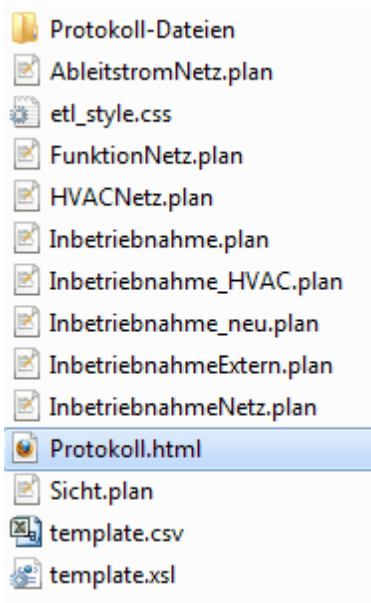 Protokoll-Dateien
AbleitstromNetz.plan
etl_style.css
FunktionNetz.plan
HVACNetz.plan
Inbetriebnahme.plan
Inbetriebnahme_HVAC.plan
Inbetriebnahme_neu.plan
InbetriebnahmeExtern.plan
InbetriebnahmeNetz.plan
Protokoll.html
Sicht.plan
template.csv
template.xsl